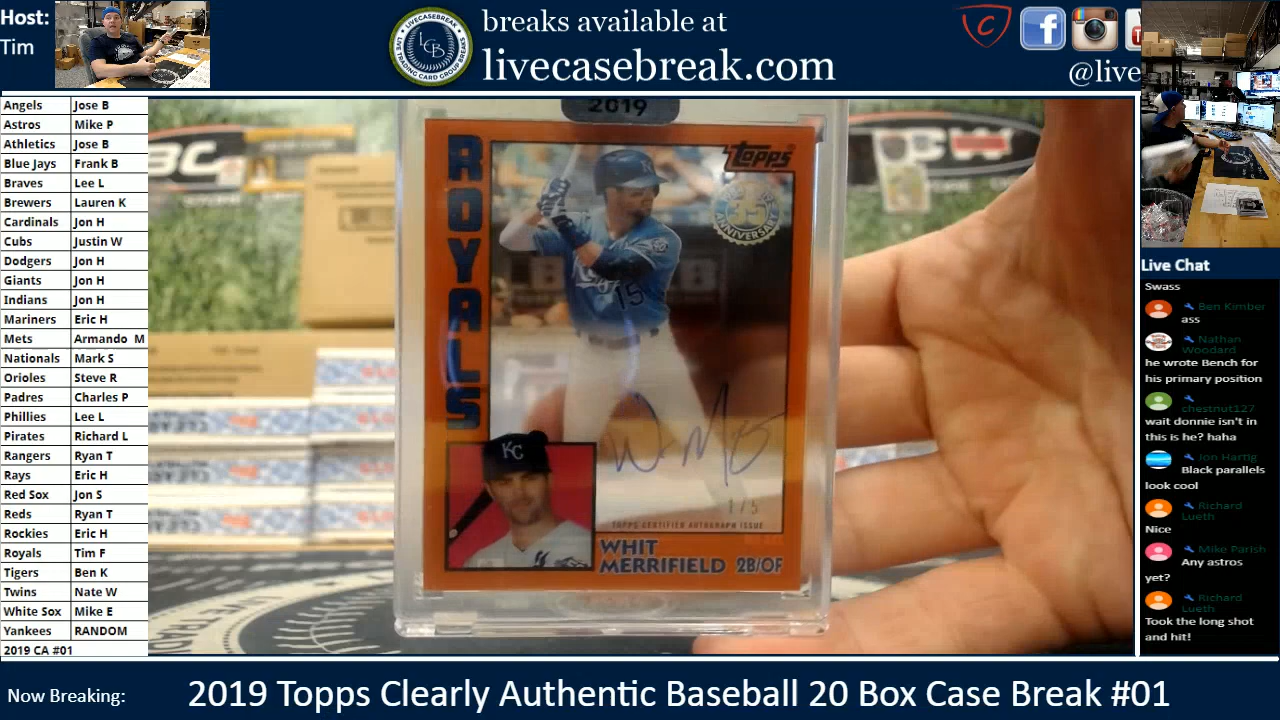 Host:
Tim
breaks available at
livecasebreak.com
LIVECASEBREAK
LCB
@live
Angels Jose B
Astros Mike P
Athletics Jose B
Blue Jays Frank B
Braves Lee L
Brewers Lauren K
Cardinals Jon H
Cubs Justin W
Dodgers Jon H
Giants Jon H
Indians Jon H
Mariners Eric H
Mets Armando M
Nationals Mark S
Orioles Steve R
Padres Charles P
Phillies Lee L
Pirates Richard L
Rangers Ryan T
Rays Eric H
Red Sox Jon S
Reds Ryan T
Rockies Eric H
Royals Tim F
Tigers Ben K
Twins Nate W
White Sox Mike E
Yankees RANDOM
2019 CA #01
2019
ROYALS
Topps
35
ANNIVERSARY
15
KC
1/5
TOPPS CERTIFIED AUTOGRAPH ISSUE
WHIT
MERRIFIELD 2B/OF
Live Chat
Swass
Ben Kimber
ass
Nathan
Woodard
he wrote Bench for
his primary position
chestnut127
wait donnie isn't in
this is he? haha
Jon Hartig
Black parallels
look cool
Richard
Lueth
Nice
Mike Parish
Any astros
yet?
Richard
Lueth
Took the long shot
and hit!
Now Breaking:
2019 Topps Clearly Authentic Baseball 20 Box Case Break #01